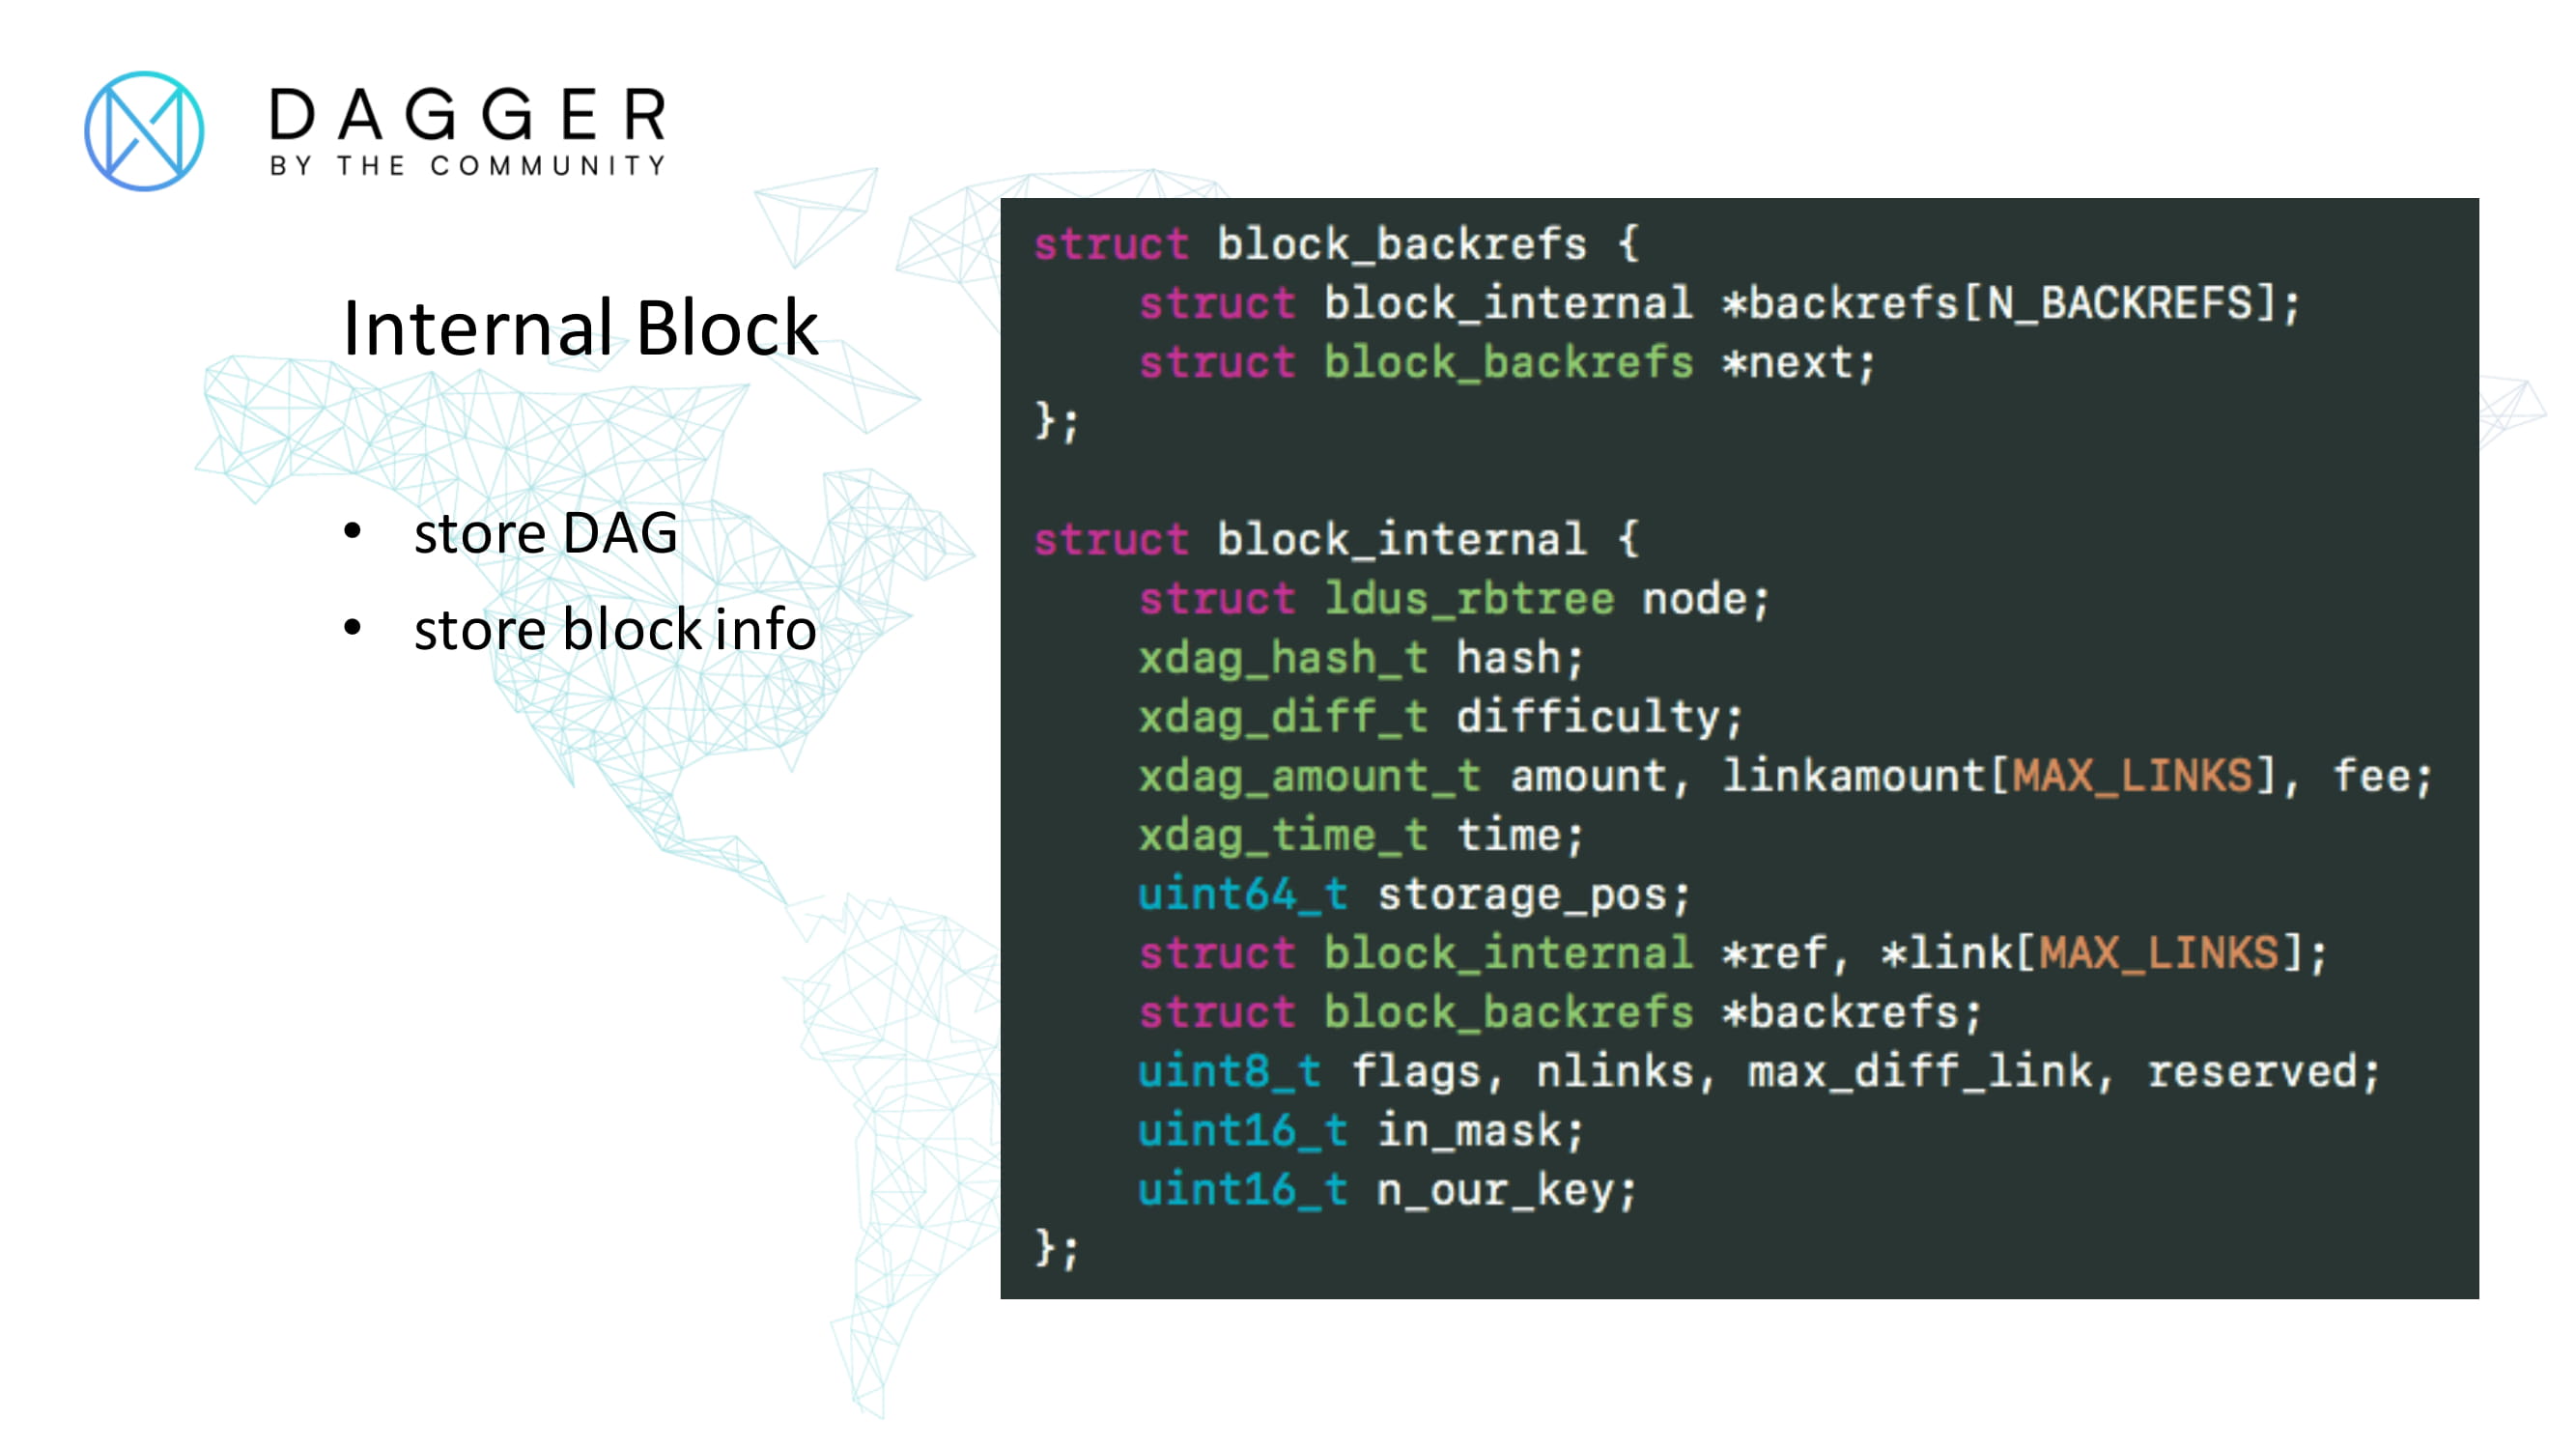 DAGGER
BY THE COMMUNITY
Internal Block
• store DAG
• store block info
struct block_backrefs {
    struct block_internal *backrefs[N_BACKREFS];
    struct block_backrefs *next;
};

struct block_internal {
    struct ldus_rbtree node;
    xdag_hash_t hash;
    xdag_diff_t difficulty;
    xdag_amount_t amount, linkamount[MAX_LINKS], fee;
    xdag_time_t time;
    uint64_t storage_pos;
    struct block_internal *ref, *link[MAX_LINKS];
    struct block_backrefs *backrefs;
    uint8_t flags, nlinks, max_diff_link, reserved;
    uint16_t in_mask;
    uint16_t n_our_key;
};